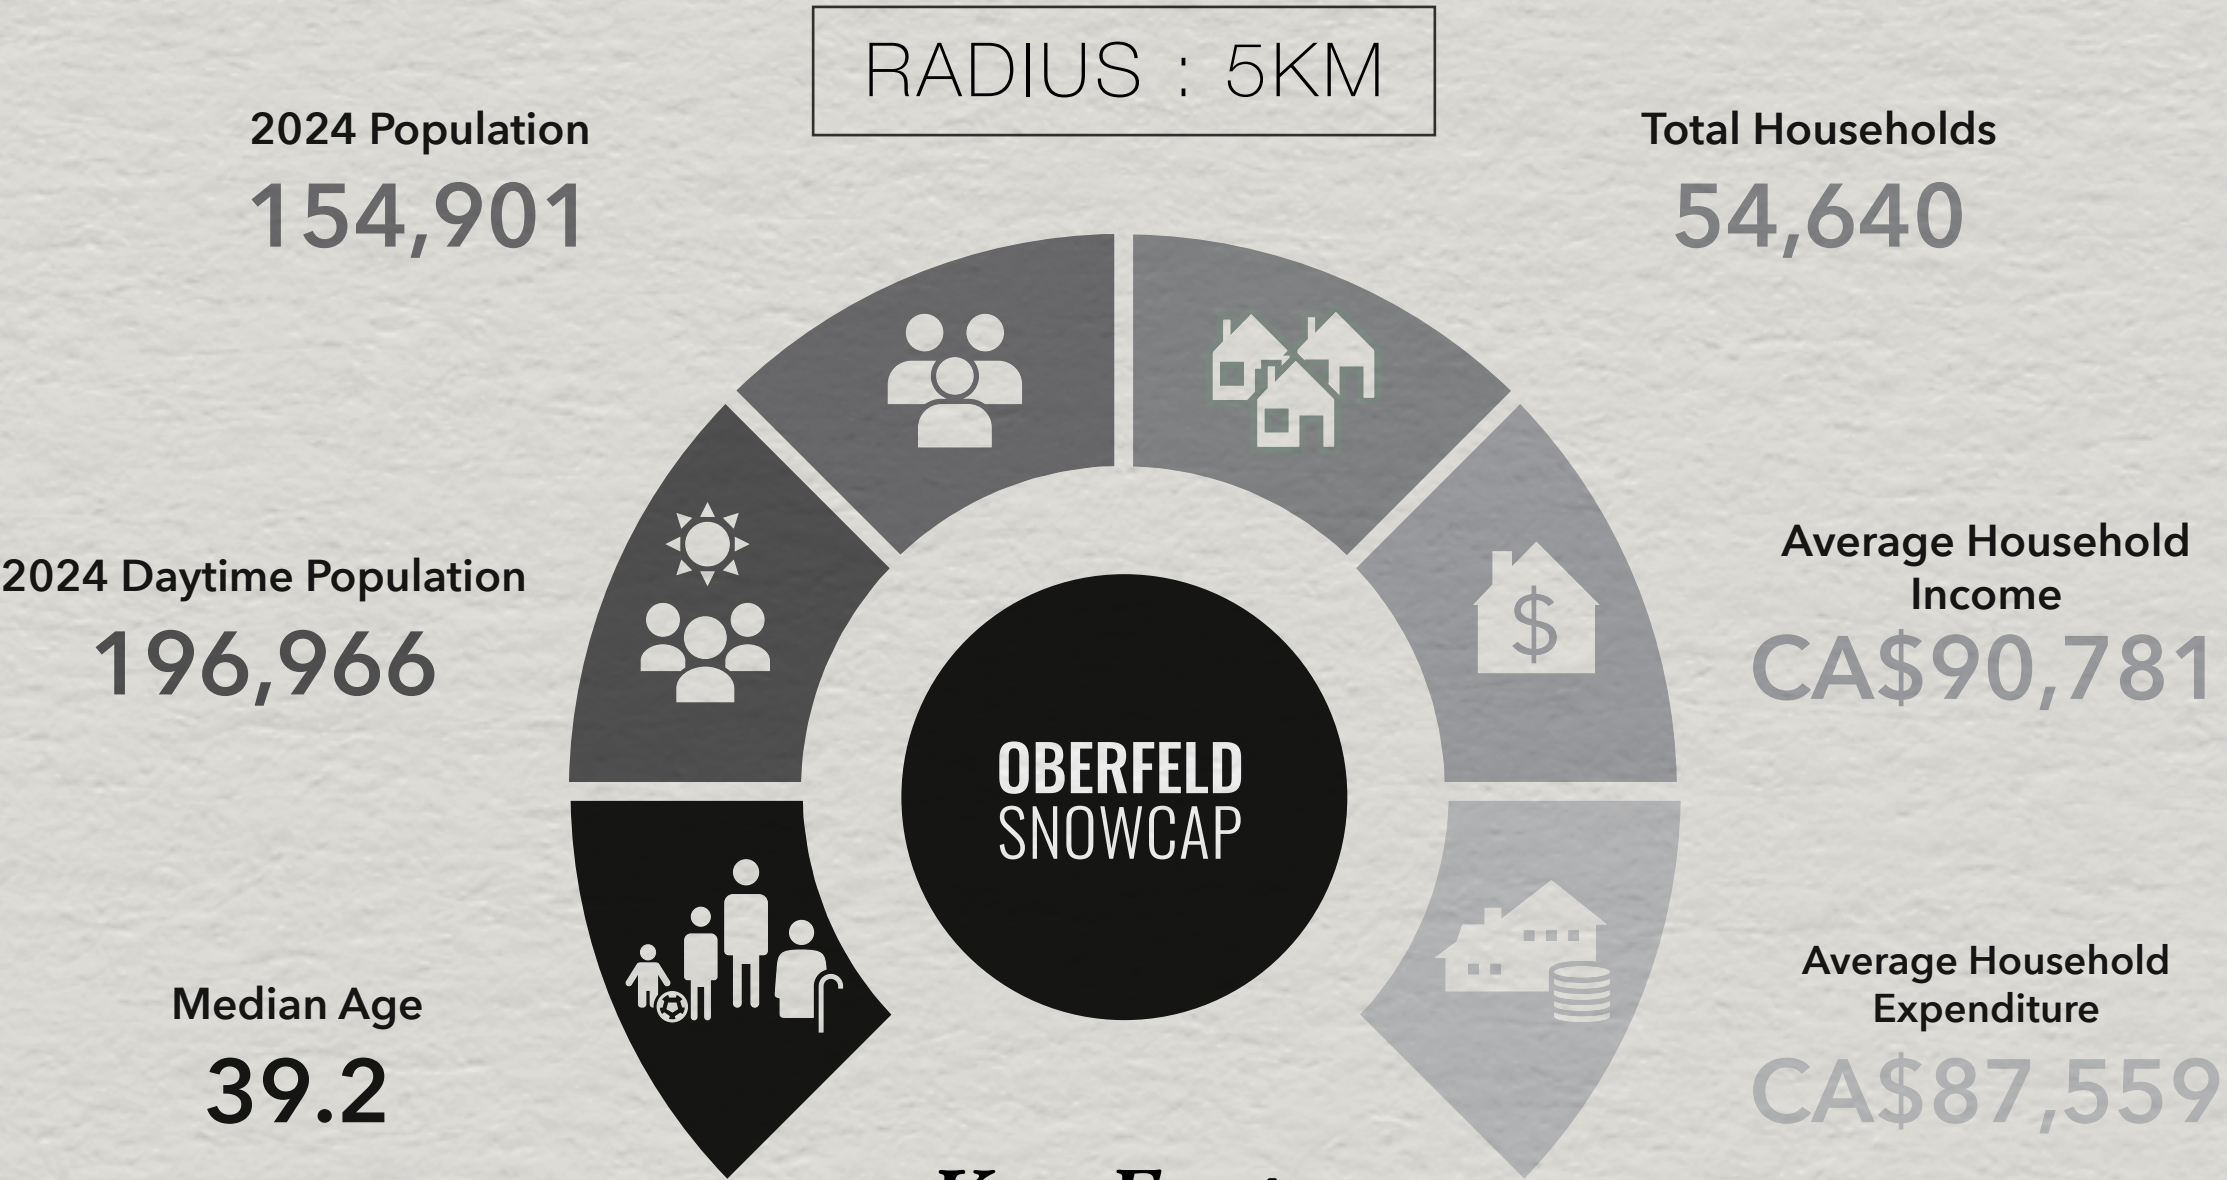 RADIUS : 5KM
2024 Population
154,901
Total Households
54,640
2024 Daytime Population
196,966
Average Household
Income
CA$90,781
OBERFELD
SNOWCAP
Median Age
39.2
Average Household
Expenditure
CA$87,559